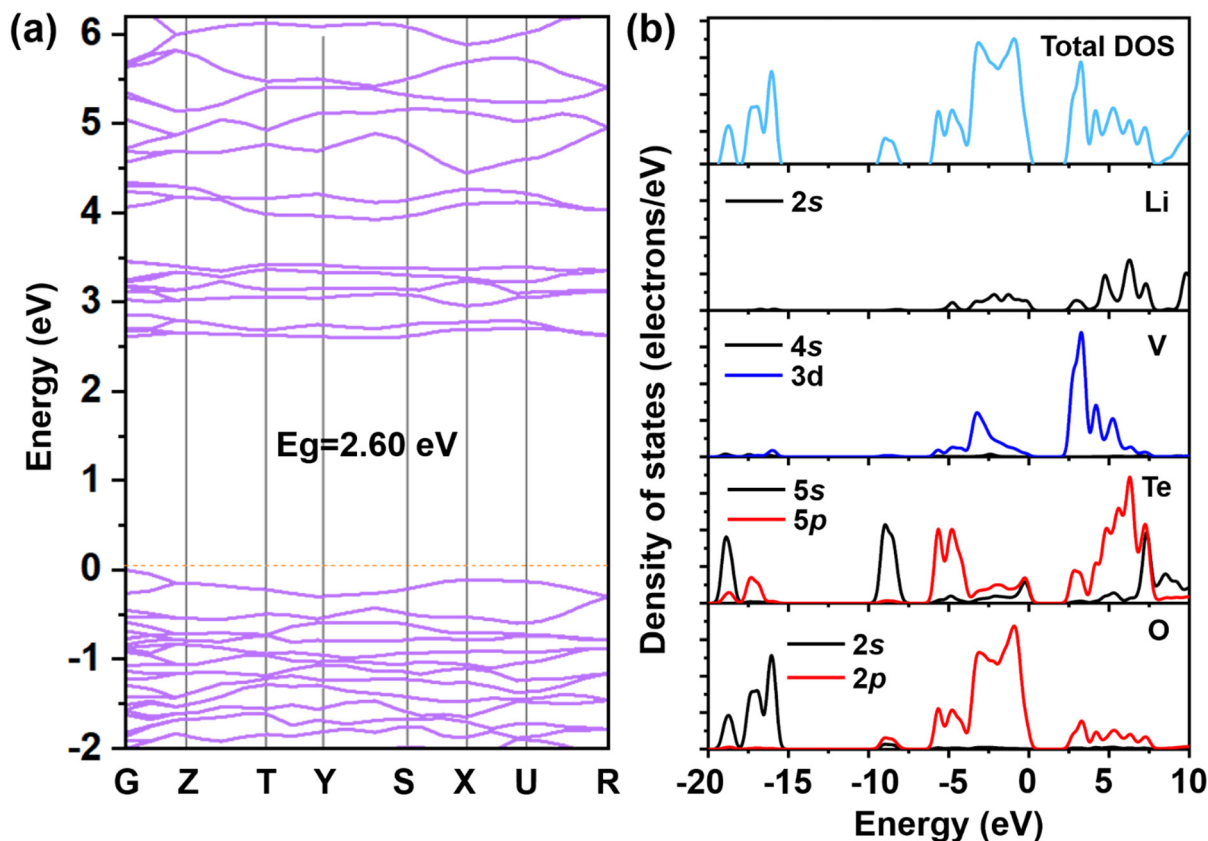 (a)
Energy (eV)
6
5
4
3
2
1
0
-1
-2
Eg=2.60 eV
G Z T Y S X U R
(b)
Density of states (electrons/eV)
Total DOS
2s
Li
4s
3d
V
5s
5p
Te
2s
2p
O
-20 -15 -10 -5 0 5 10
Energy (eV)